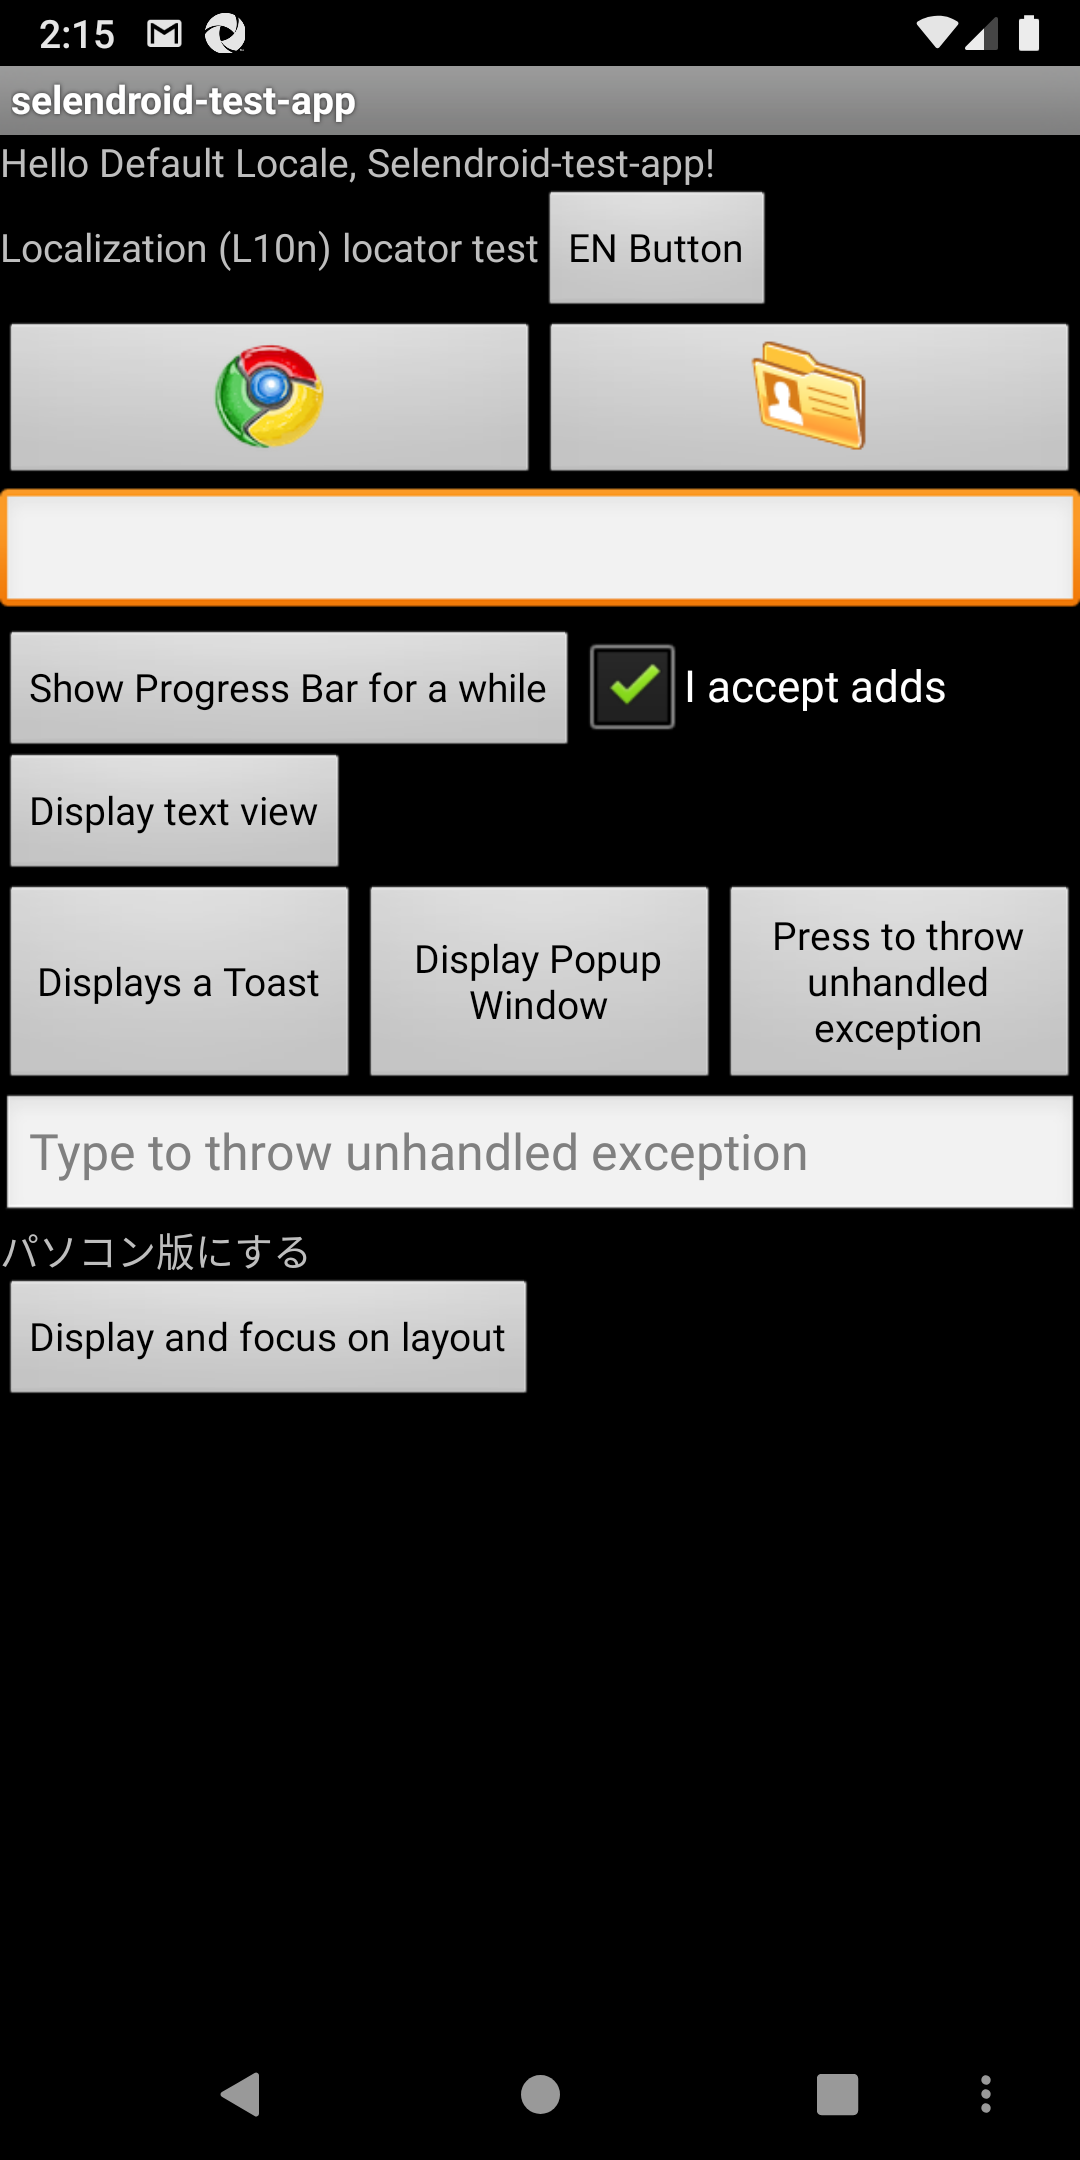 2:15
selendroid-test-app
Hello Default Locale, Selendroid-test-app!
Localization (L10n) locator test
EN Button
Show Progress Bar for a while
I accept adds
Display text view
Displays a Toast
Display Popup
Window
Press to throw
unhandled
exception
Type to throw unhandled exception
パソコン版にする
Display and focus on layout